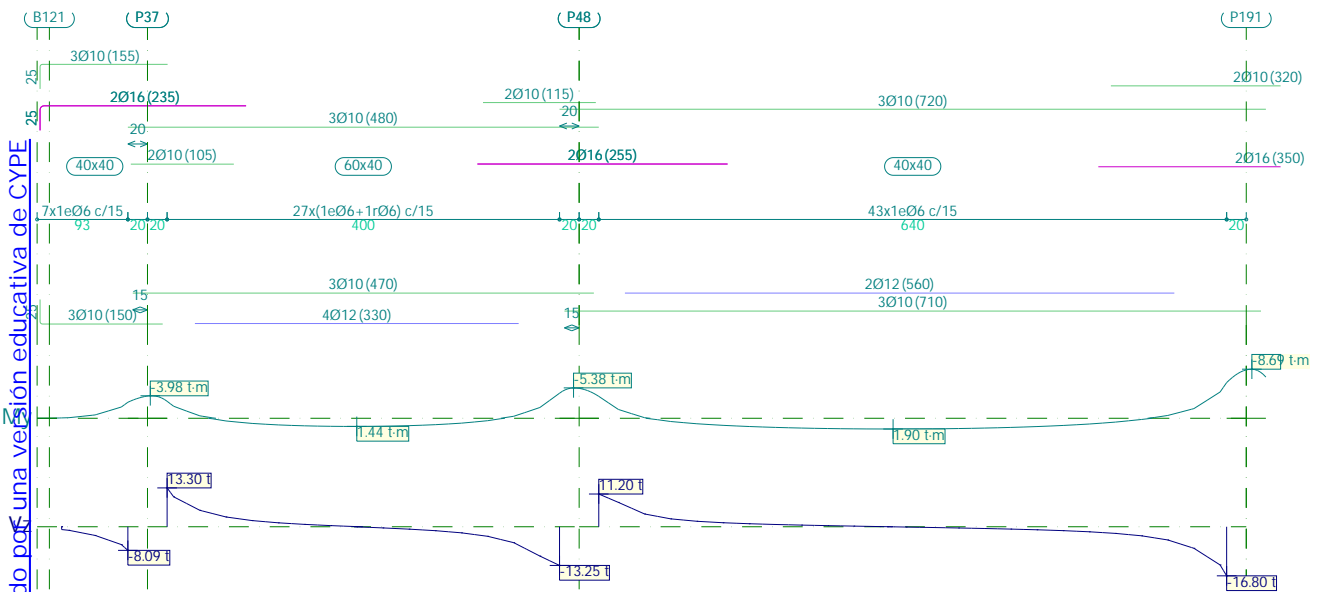 B121 P37 P48 P191
3Ø10 (155)
25
2Ø10 (320)
2Ø16 (235)
2Ø10 (115)
3Ø10 (720)
25
20
3Ø10 (480)
20
2Ø10 (105)
2Ø16 (255)
2Ø16 (350)
40x40 60x40 40x40
7x1eØ6 c/15 27x(1eØ6+1rØ6) c/15 43x1eØ6 c/15
93 20 20 400 20 20 640 20
3Ø10 (470)
2Ø12 (560)
15
3Ø10 (710)
3Ø10 (150)
4Ø12 (330)
15
-3.98 t·m
-5.38 t·m
-8.69 t·m
1.44 t·m
1.90 t·m
13.30 t
11.20 t
-8.09 t
-13.25 t
-16.80 t
do por una versión educativa de CYPE